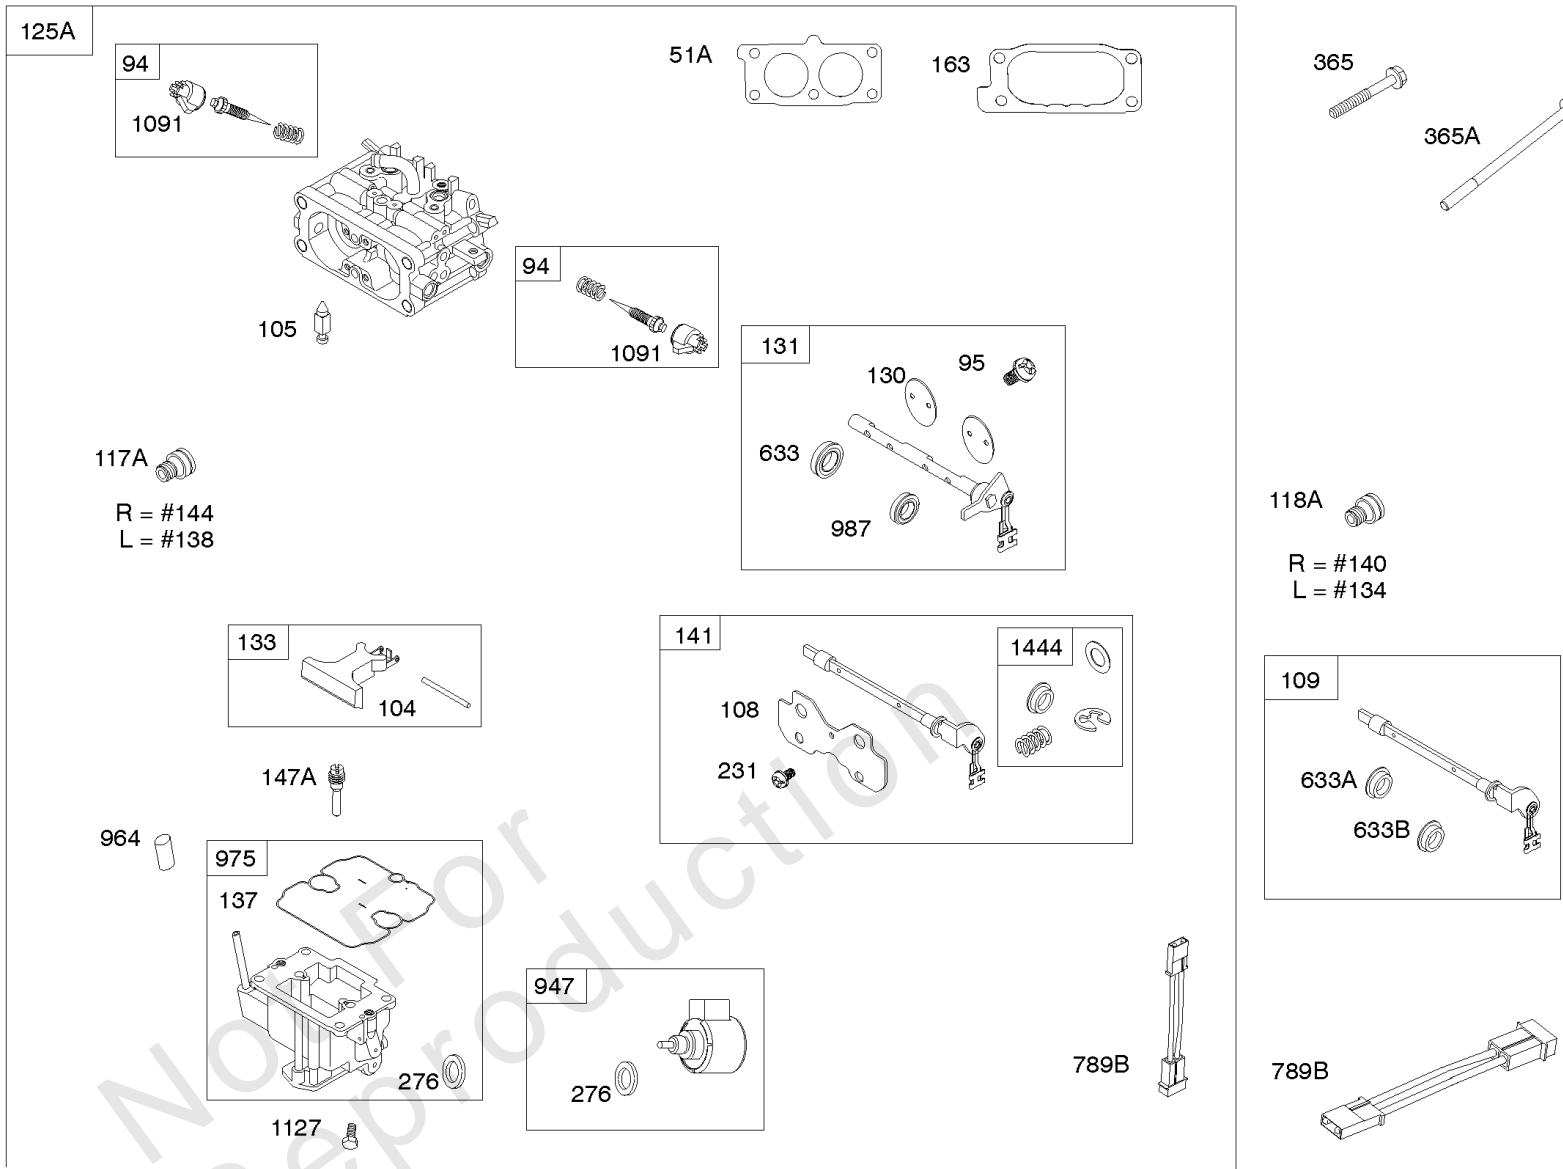 125A
94
1091
51A
163
365
365A
105
94
1091
131
130
95
633
987
117A
R = #144
L = #138
118A
R = #140
L = #134
133
104
141
1444
108
231
109
633A
633B
147A
964
975
137
276
947
276
1127
789B
789B
Not For
Reproduction